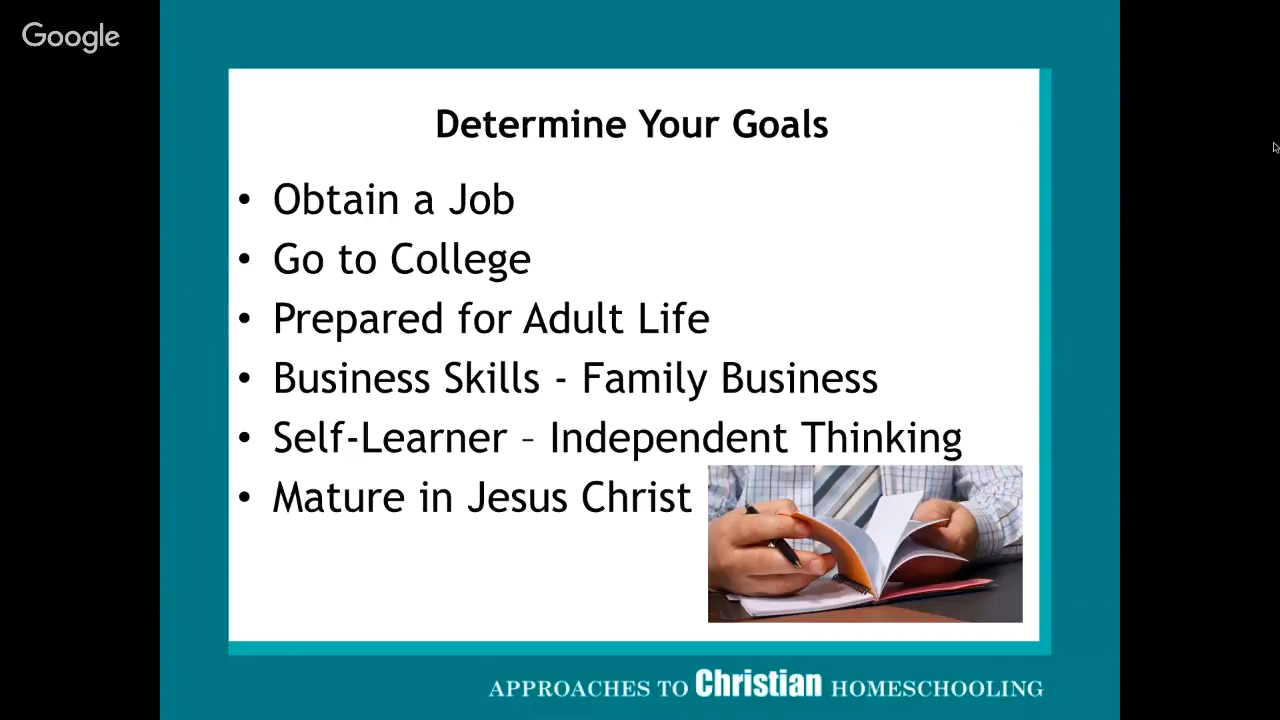 Google
Determine Your Goals
• Obtain a Job
• Go to College
• Prepared for Adult Life
• Business Skills - Family Business
• Self-Learner – Independent Thinking
• Mature in Jesus Christ
APPROACHES TO Christian HOMESCHOOLING